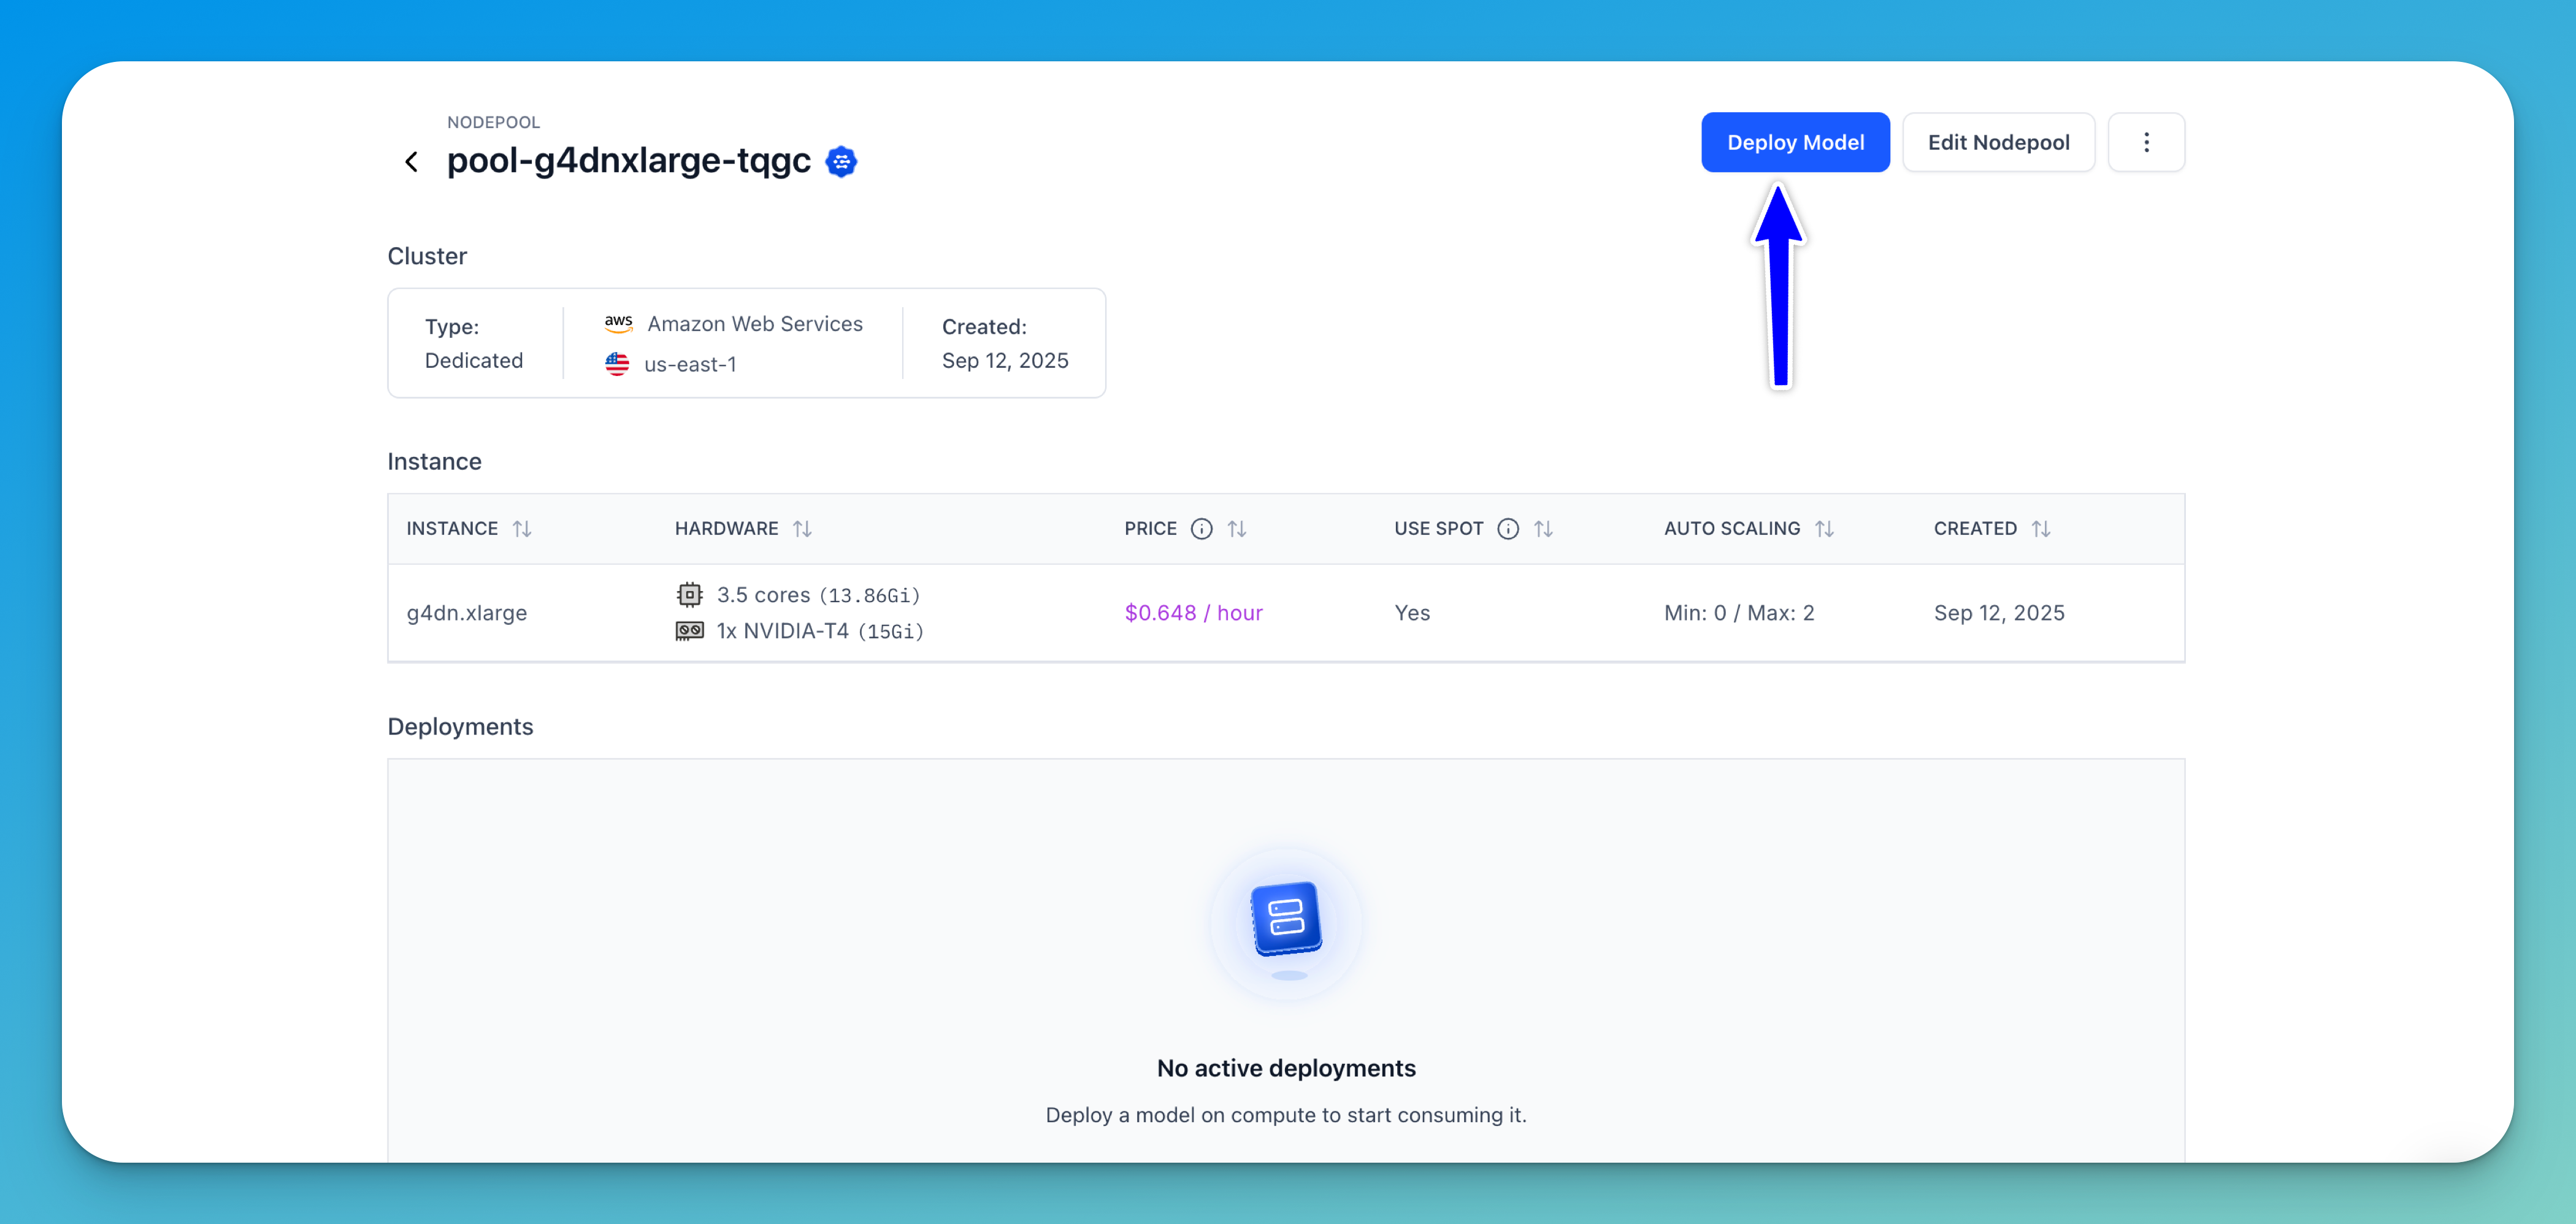 NODEPOOL
pool-g4dnxlarge-tqgc
Deploy Model
Edit Nodepool
Cluster
Type:
Dedicated
aws Amazon Web Services
us-east-1
Created:
Sep 12, 2025
Instance
INSTANCE HARDWARE PRICE USE SPOT AUTO SCALING CREATED
g4dn.xlarge
3.5 cores (13.86Gi)
1x NVIDIA-T4 (15Gi)
$0.648 / hour
Yes
Min: 0 / Max: 2
Sep 12, 2025
Deployments
No active deployments
Deploy a model on compute to start consuming it.